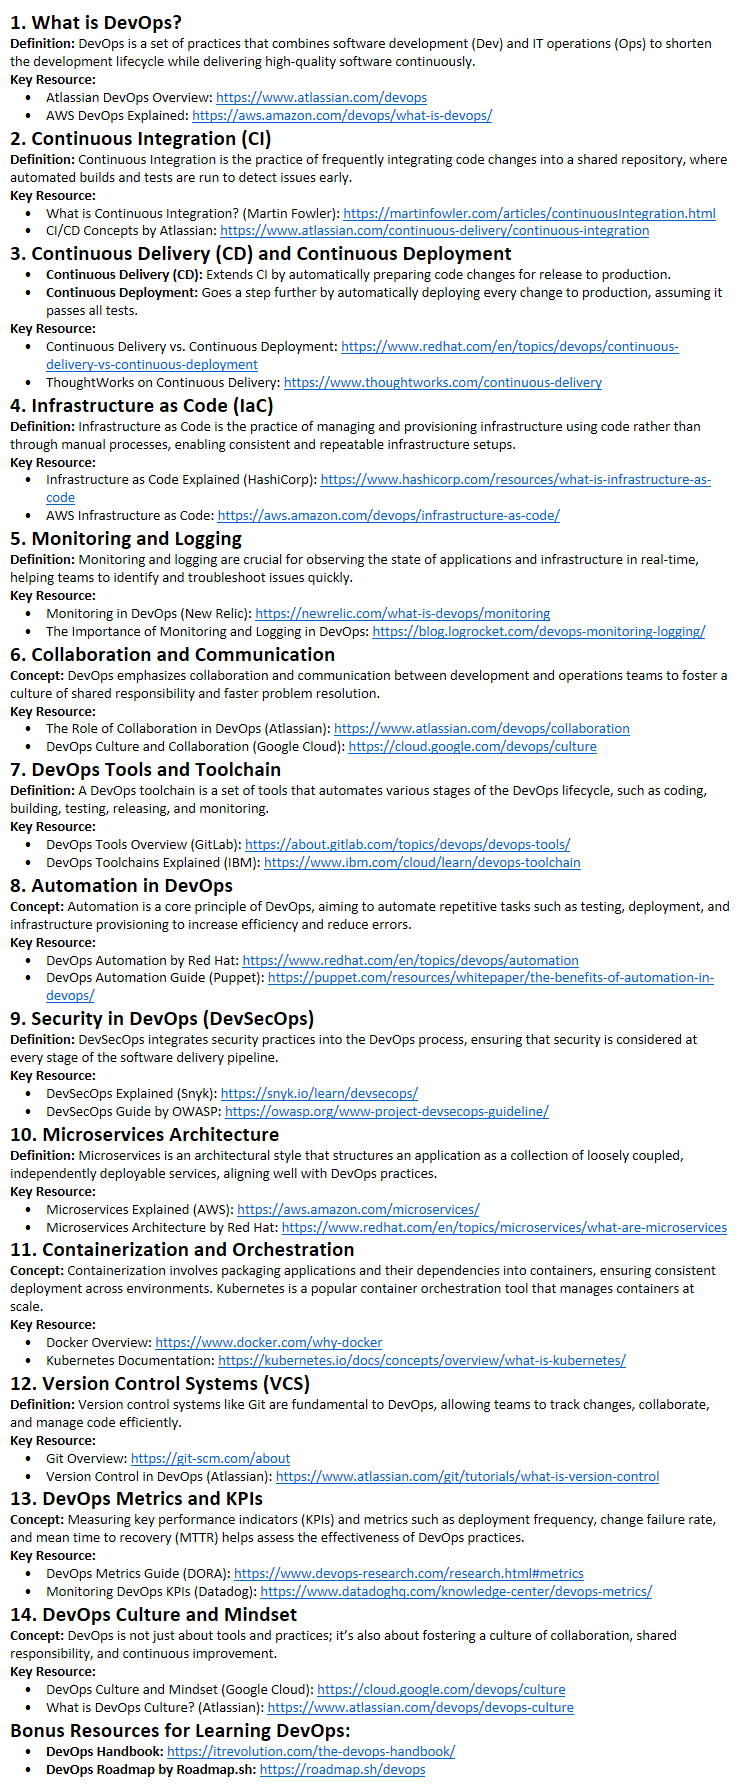 1. What is DevOps?
Definition: DevOps is a set of practices that combines software development (Dev) and IT operations (Ops) to shorten
the development lifecycle while delivering high-quality software continuously.
Key Resource:
• Atlassian DevOps Overview: https://www.atlassian.com/devops
• AWS DevOps Explained: https://aws.amazon.com/devops/what-is-devops/
2. Continuous Integration (CI)
Definition: Continuous Integration is the practice of frequently integrating code changes into a shared repository, where
automated builds and tests are run to detect issues early.
Key Resource:
• What is Continuous Integration? (Martin Fowler): https://martinfowler.com/articles/continuousIntegration.html
• CI/CD Concepts by Atlassian: https://www.atlassian.com/continuous-delivery/continuous-integration
3. Continuous Delivery (CD) and Continuous Deployment
• Continuous Delivery (CD): Extends CI by automatically preparing code changes for release to production.
• Continuous Deployment: Goes a step further by automatically deploying every change to production, assuming it
passes all tests.
Key Resource:
• Continuous Delivery vs. Continuous Deployment: https://www.redhat.com/en/topics/devops/continuous-
delivery-vs-continuous-deployment
• ThoughtWorks on Continuous Delivery: https://www.thoughtworks.com/continuous-delivery
4. Infrastructure as Code (IaC)
Definition: Infrastructure as Code is the practice of managing and provisioning infrastructure using code rather than
through manual processes, enabling consistent and repeatable infrastructure setups.
Key Resource:
• Infrastructure as Code Explained (HashiCorp): https://www.hashicorp.com/resources/what-is-infrastructure-as-
code
• AWS Infrastructure as Code: https://aws.amazon.com/devops/infrastructure-as-code/
5. Monitoring and Logging
Definition: Monitoring and logging are crucial for observing the state of applications and infrastructure in real-time,
helping teams to identify and troubleshoot issues quickly.
Key Resource:
• Monitoring in DevOps (New Relic): https://newrelic.com/what-is-devops/monitoring
• The Importance of Monitoring and Logging in DevOps: https://blog.logrocket.com/devops-monitoring-logging/
6. Collaboration and Communication
Concept: DevOps emphasizes collaboration and communication between development and operations teams to foster a
culture of shared responsibility and faster problem resolution.
Key Resource:
• The Role of Collaboration in DevOps (Atlassian): https://www.atlassian.com/devops/collaboration
• DevOps Culture and Collaboration (Google Cloud): https://cloud.google.com/devops/culture
7. DevOps Tools and Toolchain
Definition: A DevOps toolchain is a set of tools that automates various stages of the DevOps lifecycle, such as coding,
building, testing, releasing, and monitoring.
Key Resource:
• DevOps Tools Overview (GitLab): https://about.gitlab.com/topics/devops/devops-tools/
• DevOps Toolchains Explained (IBM): https://www.ibm.com/cloud/learn/devops-toolchain
8. Automation in DevOps
Concept: Automation is a core principle of DevOps, aiming to automate repetitive tasks such as testing, deployment, and
infrastructure provisioning to increase efficiency and reduce errors.
Key Resource:
• DevOps Automation by Red Hat: https://www.redhat.com/en/topics/devops/automation
• DevOps Automation Guide (Puppet): https://puppet.com/resources/whitepaper/the-benefits-of-automation-in-
devops/
9. Security in DevOps (DevSecOps)
Definition: DevSecOps integrates security practices into the DevOps process, ensuring that security is considered at
every stage of the software delivery pipeline.
Key Resource:
• DevSecOps Explained (Snyk): https://snyk.io/learn/devsecops/
• DevSecOps Guide by OWASP: https://owasp.org/www-project-devsecops-guideline/
10. Microservices Architecture
Definition: Microservices is an architectural style that structures an application as a collection of loosely coupled,
independently deployable services, aligning well with DevOps practices.
Key Resource:
• Microservices Explained (AWS): https://aws.amazon.com/microservices/
• Microservices Architecture by Red Hat: https://www.redhat.com/en/topics/microservices/what-are-microservices
11. Containerization and Orchestration
Concept: Containerization involves packaging applications and their dependencies into containers, ensuring consistent
deployment across environments. Kubernetes is a popular container orchestration tool that manages containers at
scale.
Key Resource:
• Docker Overview: https://www.docker.com/why-docker
• Kubernetes Documentation: https://kubernetes.io/docs/concepts/overview/what-is-kubernetes/
12. Version Control Systems (VCS)
Definition: Version control systems like Git are fundamental to DevOps, allowing teams to track changes, collaborate,
and manage code efficiently.
Key Resource:
• Git Overview: https://git-scm.com/about
• Version Control in DevOps (Atlassian): https://www.atlassian.com/git/tutorials/what-is-version-control
13. DevOps Metrics and KPIs
Concept: Measuring key performance indicators (KPIs) and metrics such as deployment frequency, change failure rate,
and mean time to recovery (MTTR) helps assess the effectiveness of DevOps practices.
Key Resource:
• DevOps Metrics Guide (DORA): https://www.devops-research.com/research.html#metrics
• Monitoring DevOps KPIs (Datadog): https://www.datadoghq.com/knowledge-center/devops-metrics/
14. DevOps Culture and Mindset
Concept: DevOps is not just about tools and practices; it’s also about fostering a culture of collaboration, shared
responsibility, and continuous improvement.
Key Resource:
• DevOps Culture and Mindset (Google Cloud): https://cloud.google.com/devops/culture
• What is DevOps Culture? (Atlassian): https://www.atlassian.com/devops/devops-culture
Bonus Resources for Learning DevOps:
• DevOps Handbook: https://itrevolution.com/the-devops-handbook/
• DevOps Roadmap by Roadmap.sh: https://roadmap.sh/devops